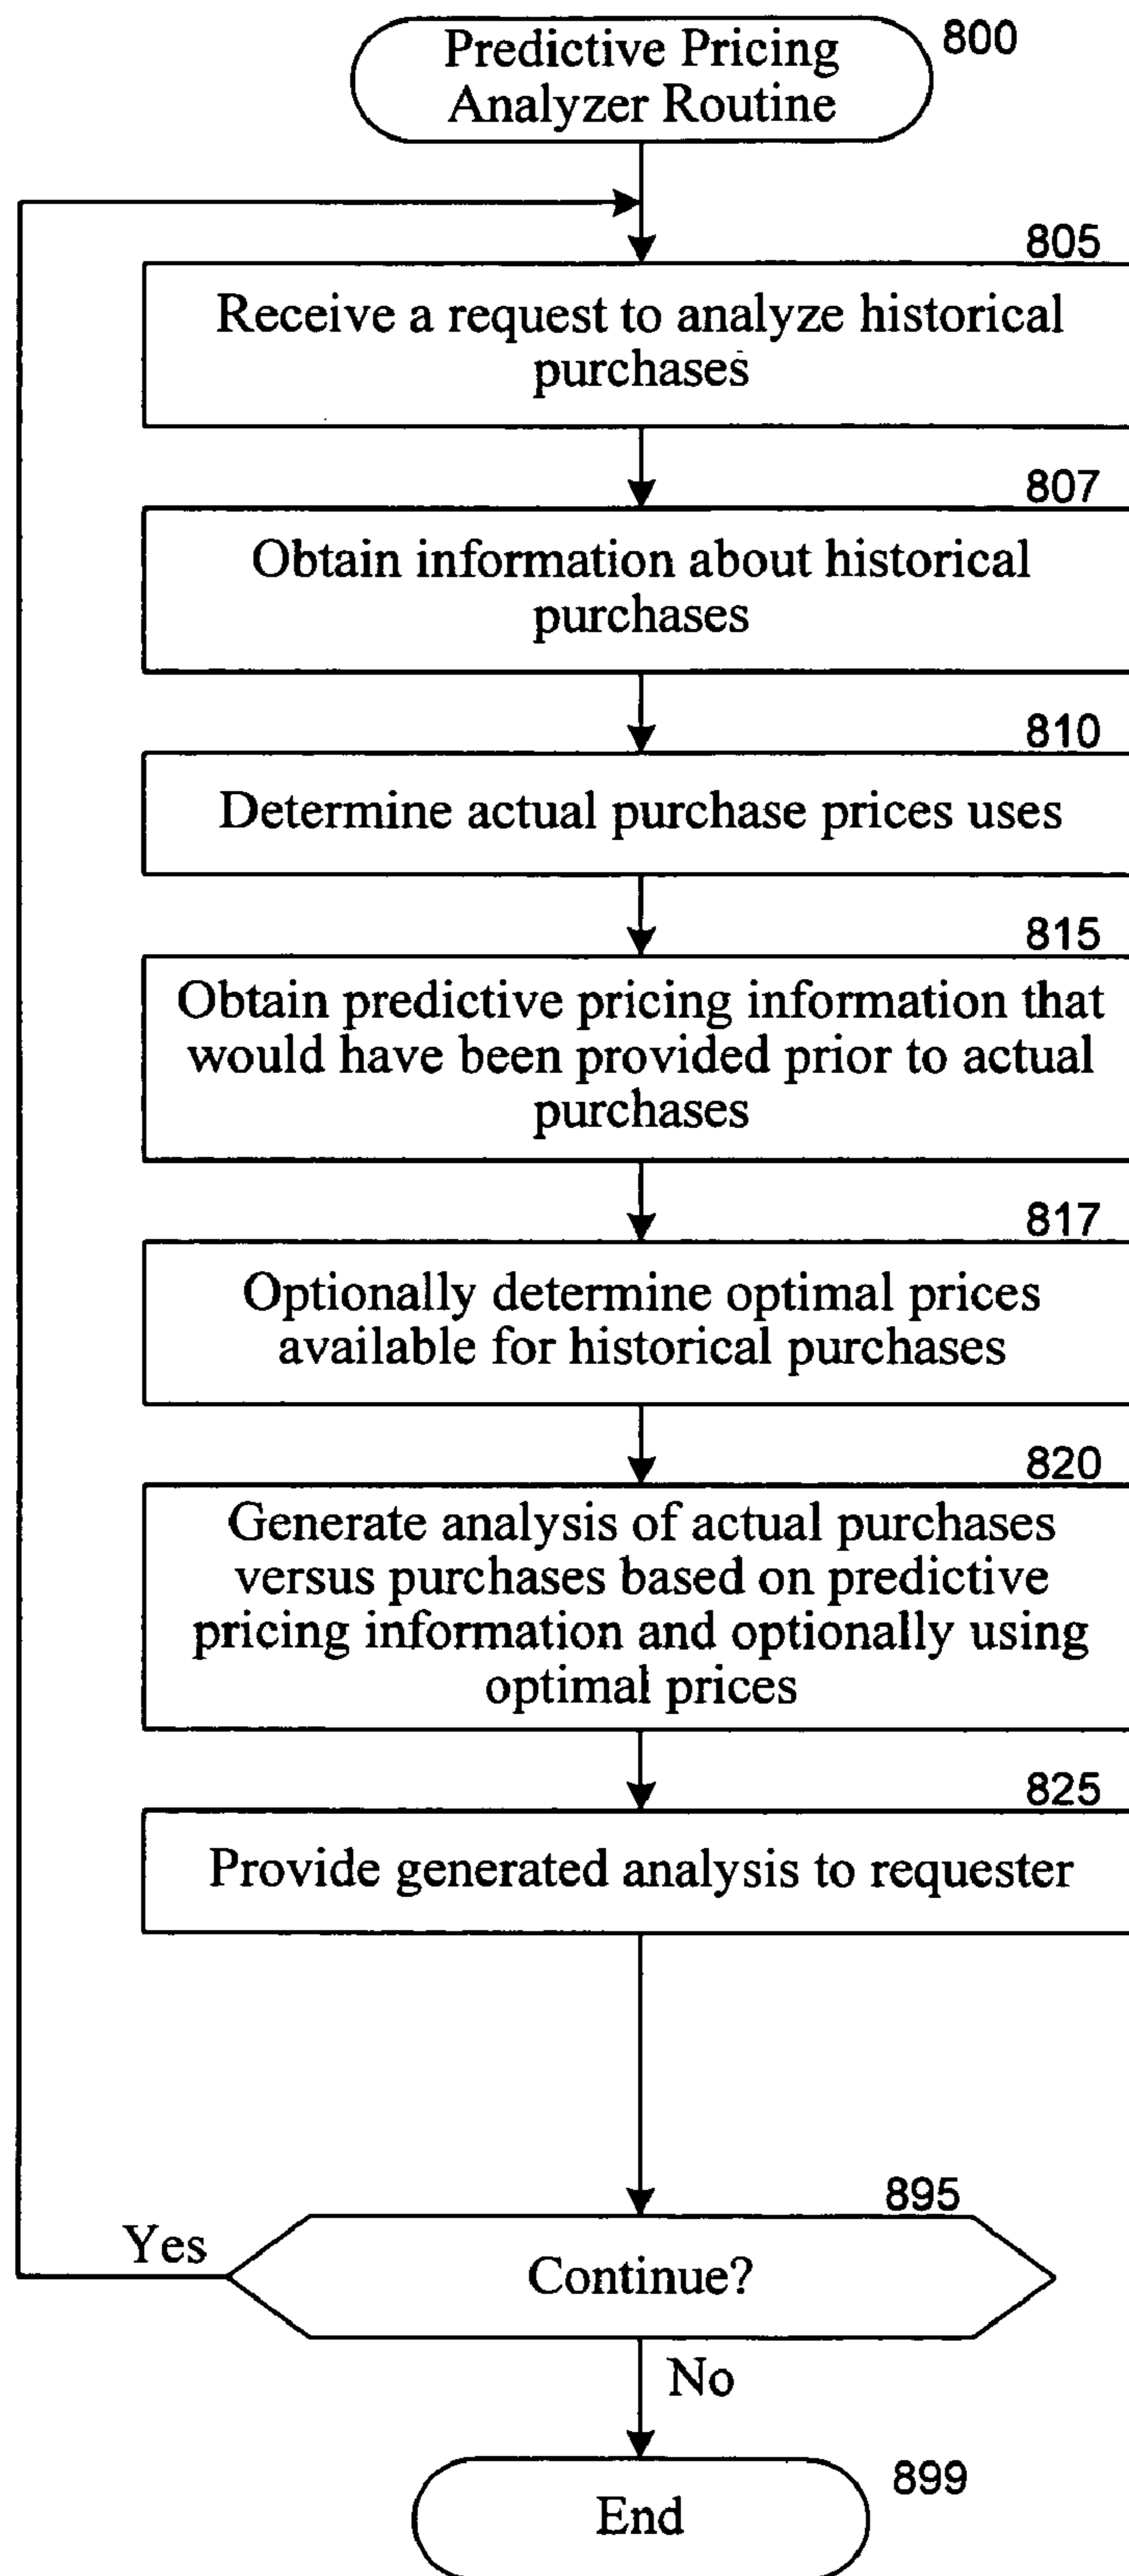 Predictive Pricing
Analyzer Routine
800
805
Receive a request to analyze historical
purchases
807
Obtain information about historical
purchases
810
Determine actual purchase prices uses
815
Obtain predictive pricing information that
would have been provided prior to actual
purchases
817
Optionally determine optimal prices
available for historical purchases
820
Generate analysis of actual purchases
versus purchases based on predictive
pricing information and optionally using
optimal prices
825
Provide generated analysis to requester
895
Yes
Continue?
No
899
End